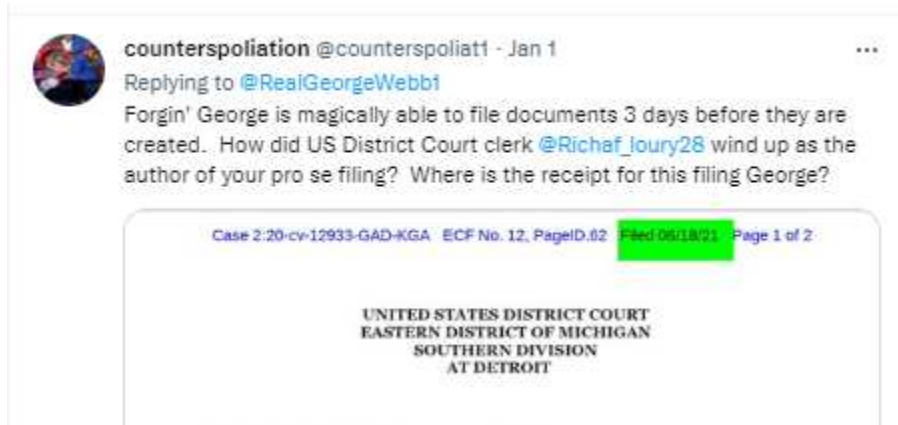 counterspoliation @counterspoliat1 · Jan 1
Replying to @RealGeorgeWebb1
Forgin' George is magically able to file documents 3 days before they are
created. How did US District Court clerk @Richaf_loury28 wind up as the
author of your pro se filing? Where is the receipt for this filing George?
Case 2:20-cv-12933-GAD-KGA ECF No. 12, PageID.62 Filed 06/18/21 Page 1 of 2
UNITED STATES DISTRICT COURT
EASTERN DISTRICT OF MICHIGAN
SOUTHERN DIVISION
AT DETROIT